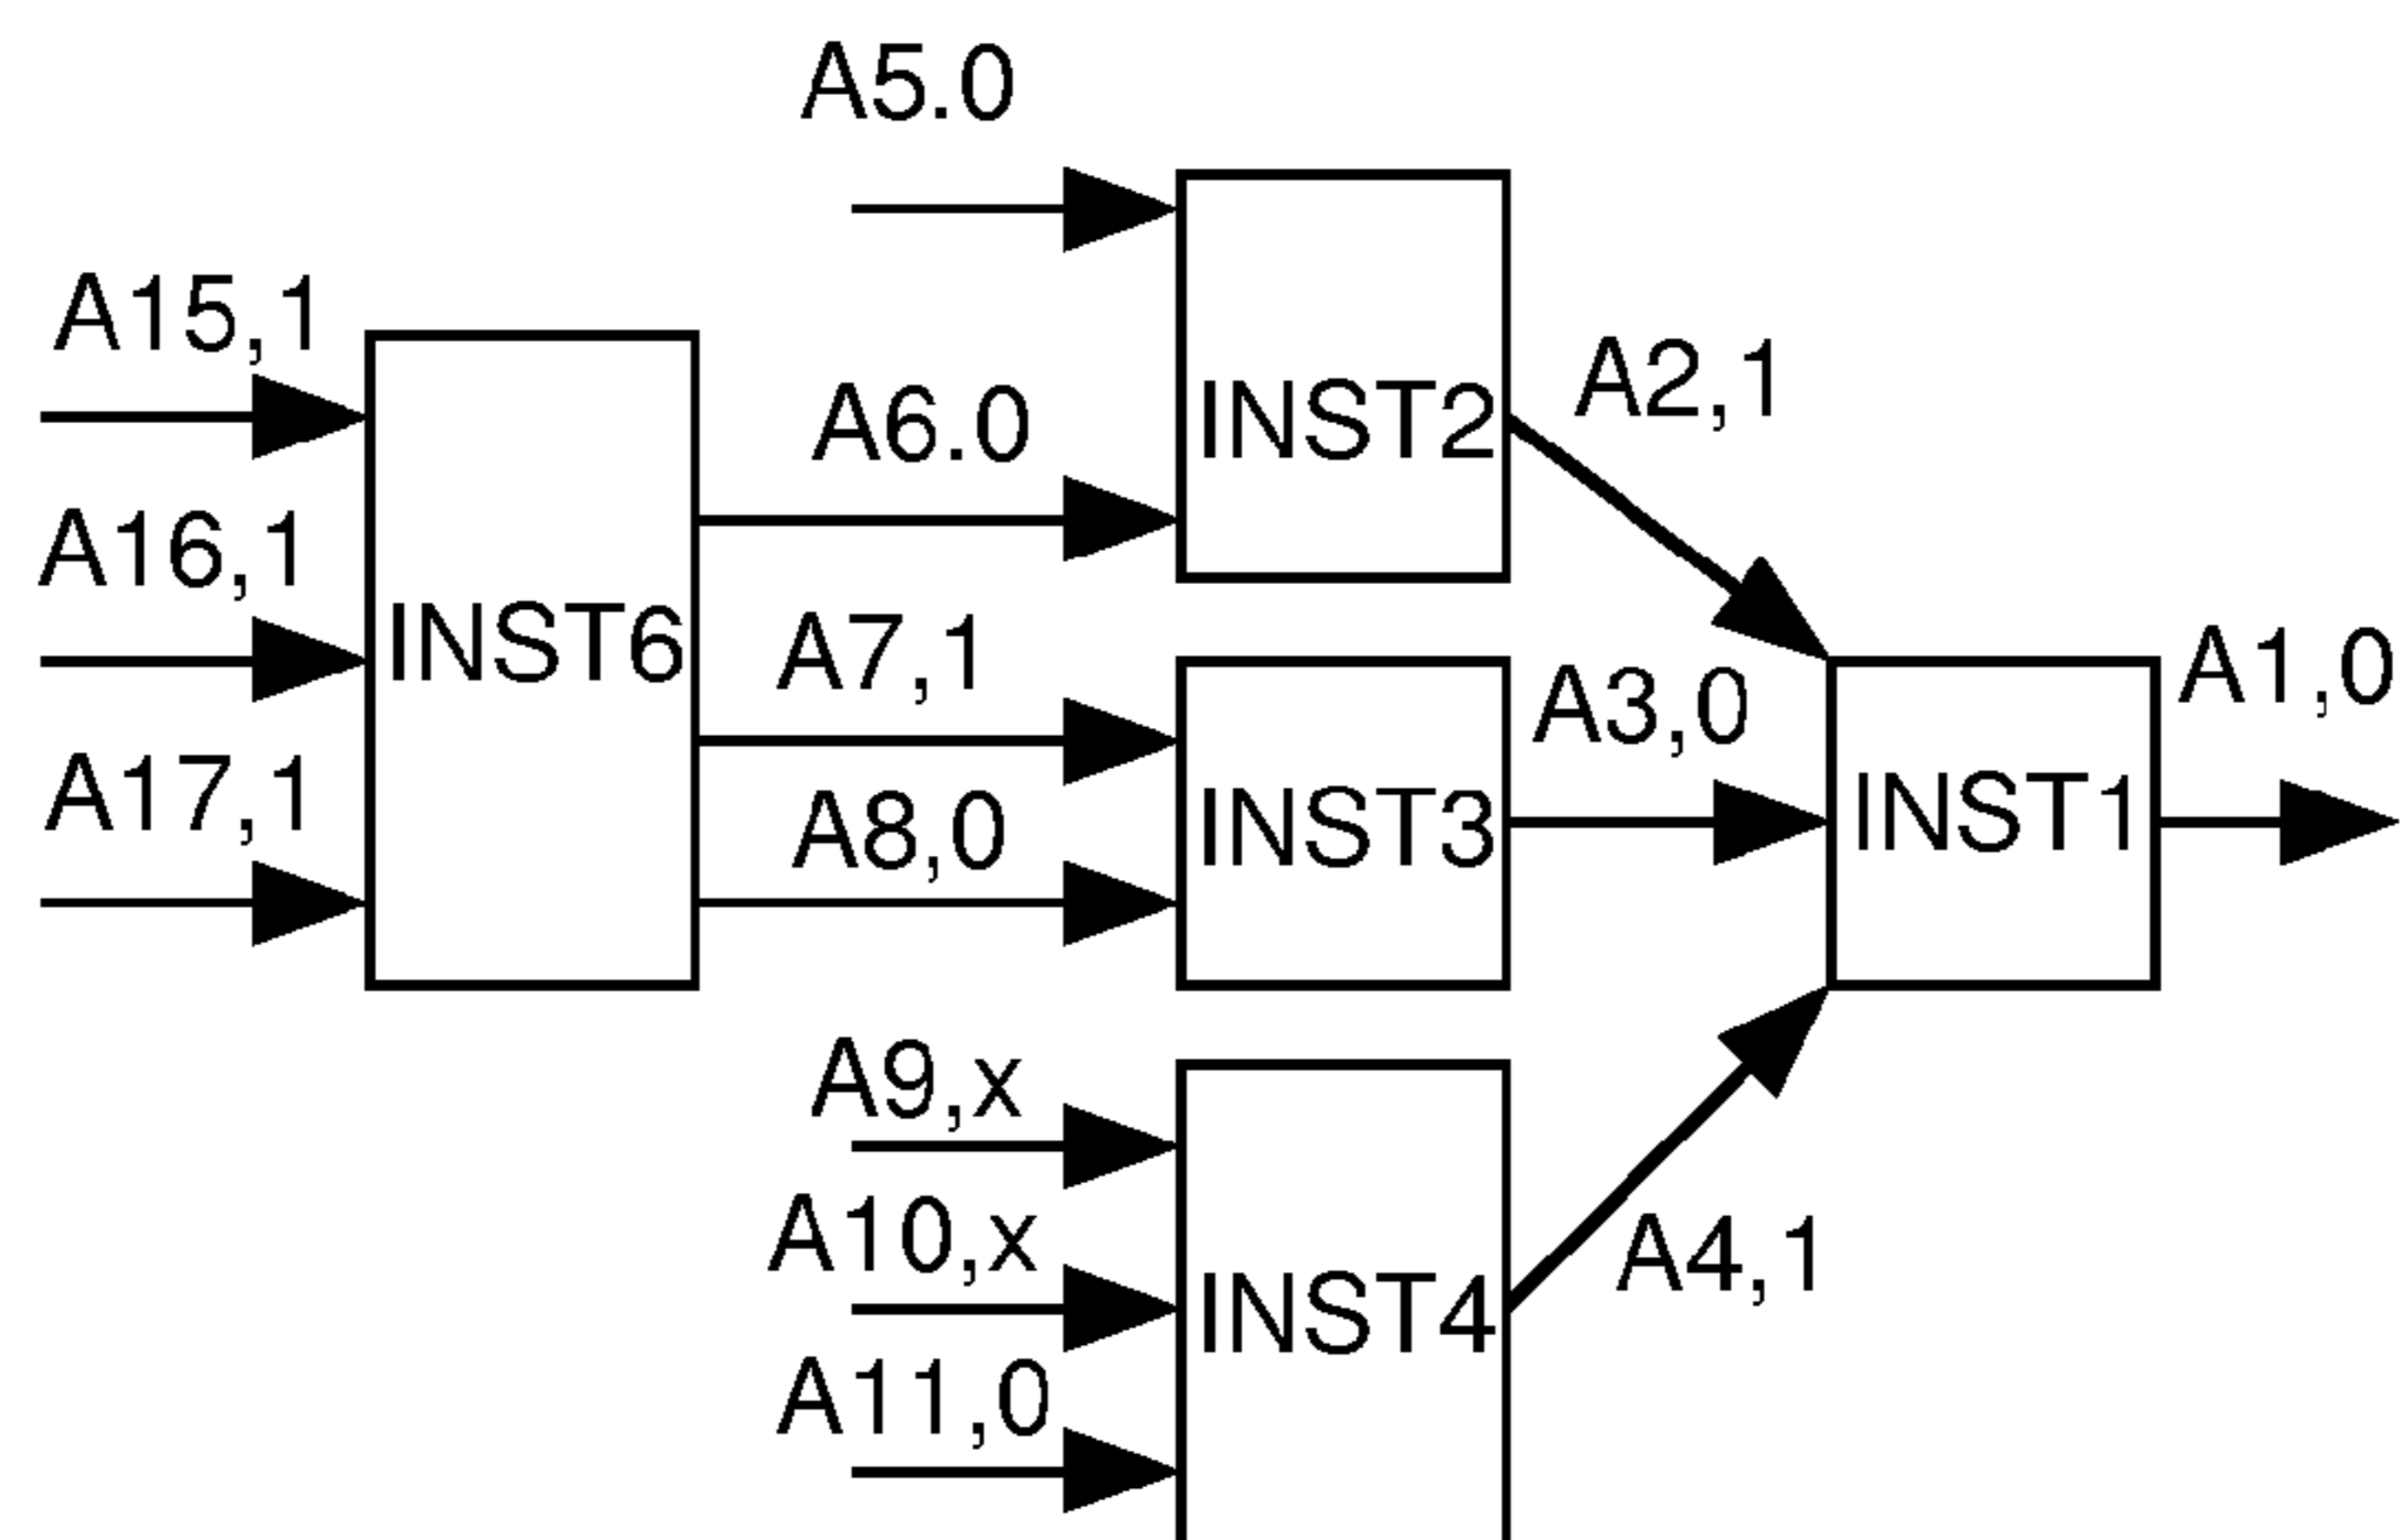 A5.0
A15,1
A2,1
A6.0
INST2
A16,1
INST6
A7,1
A3,0
A1,0
A17,1
A8,0
INST3
INST1
A9,x
A10,x
A4,1
INST4
A11,0